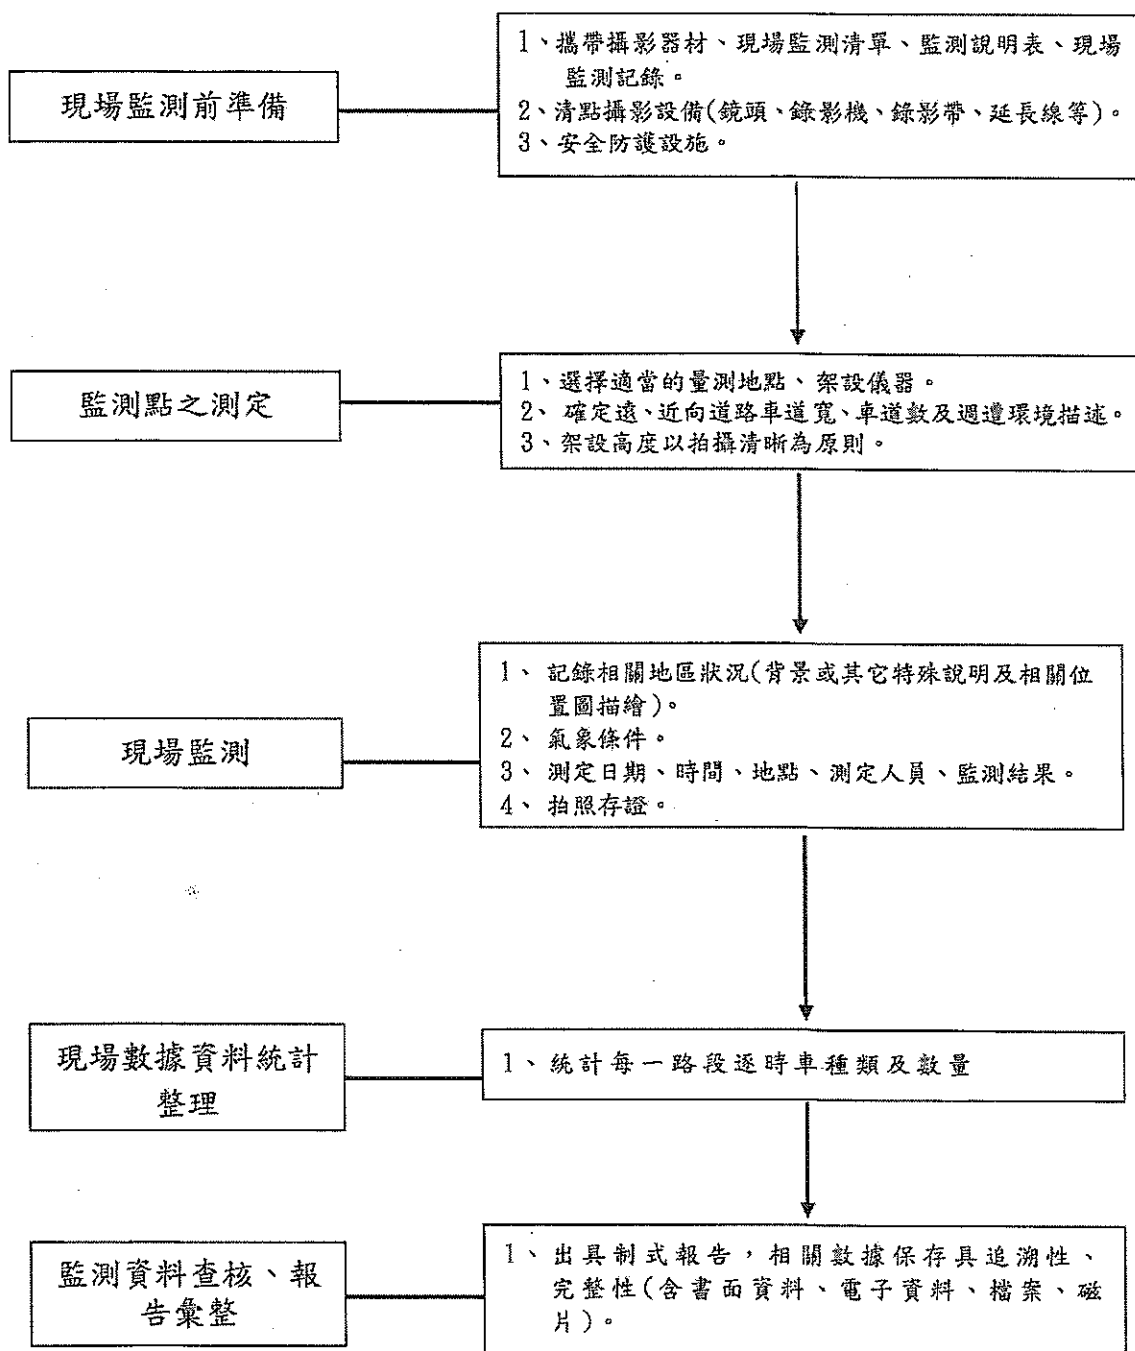 現場監測前準備
1、攜帶攝影器材、現場監測清單、監測說明表、現場
監測記錄。
2、清點攝影設備(鏡頭、錄影機、錄影帶、延長線等)。
3、安全防護設施。
監測點之測定
1、選擇適當的量測地點、架設儀器。
2、 確定遠、近向道路車道寬、車道數及週遭環境描述。
3、架設高度以拍攝清晰為原則。
現場監測
1、 記錄相關地區狀況(背景或其它特殊說明及相關位
置圖描繪)。
2、 氣象條件。
3、 測定日期、時間、地點、測定人員、監測結果。
4、 拍照存證。
現場數據資料統計
整理
1、統計每一路段逐時車種類及數量
監測資料查核、報
告彙整
1、出具制式報告，相關數據保存具追溯性、
完整性(含書面資料、電子資料、檔案、磁
片)。